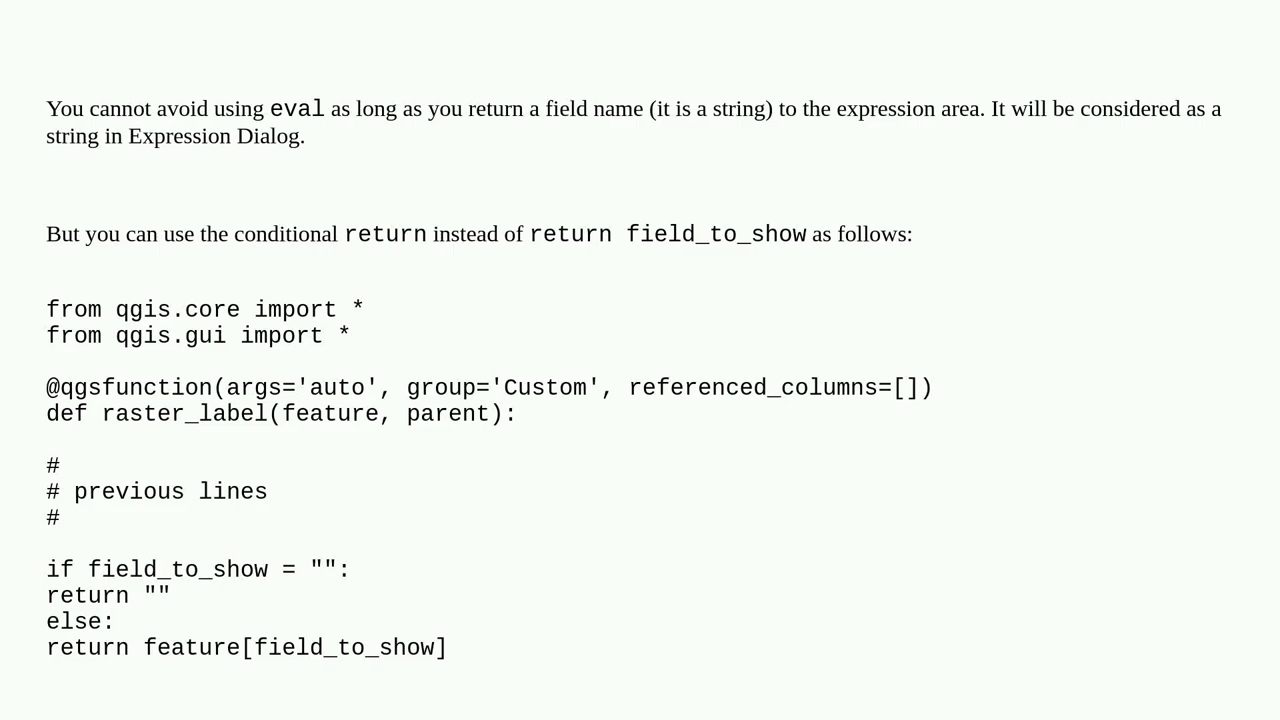 You cannot avoid using eval as long as you return a field name (it is a string) to the expression area. It will be considered as a
string in Expression Dialog.
But you can use the conditional return instead of return field_to_show as follows:
from qgis.core import *
from qgis.gui import *
@qgsfunction(args='auto', group='Custom', referenced_columns=[])
def raster_label(feature, parent):
#
# previous lines
#
if field_to_show = "":
return ""
else:
return feature[field_to_show]